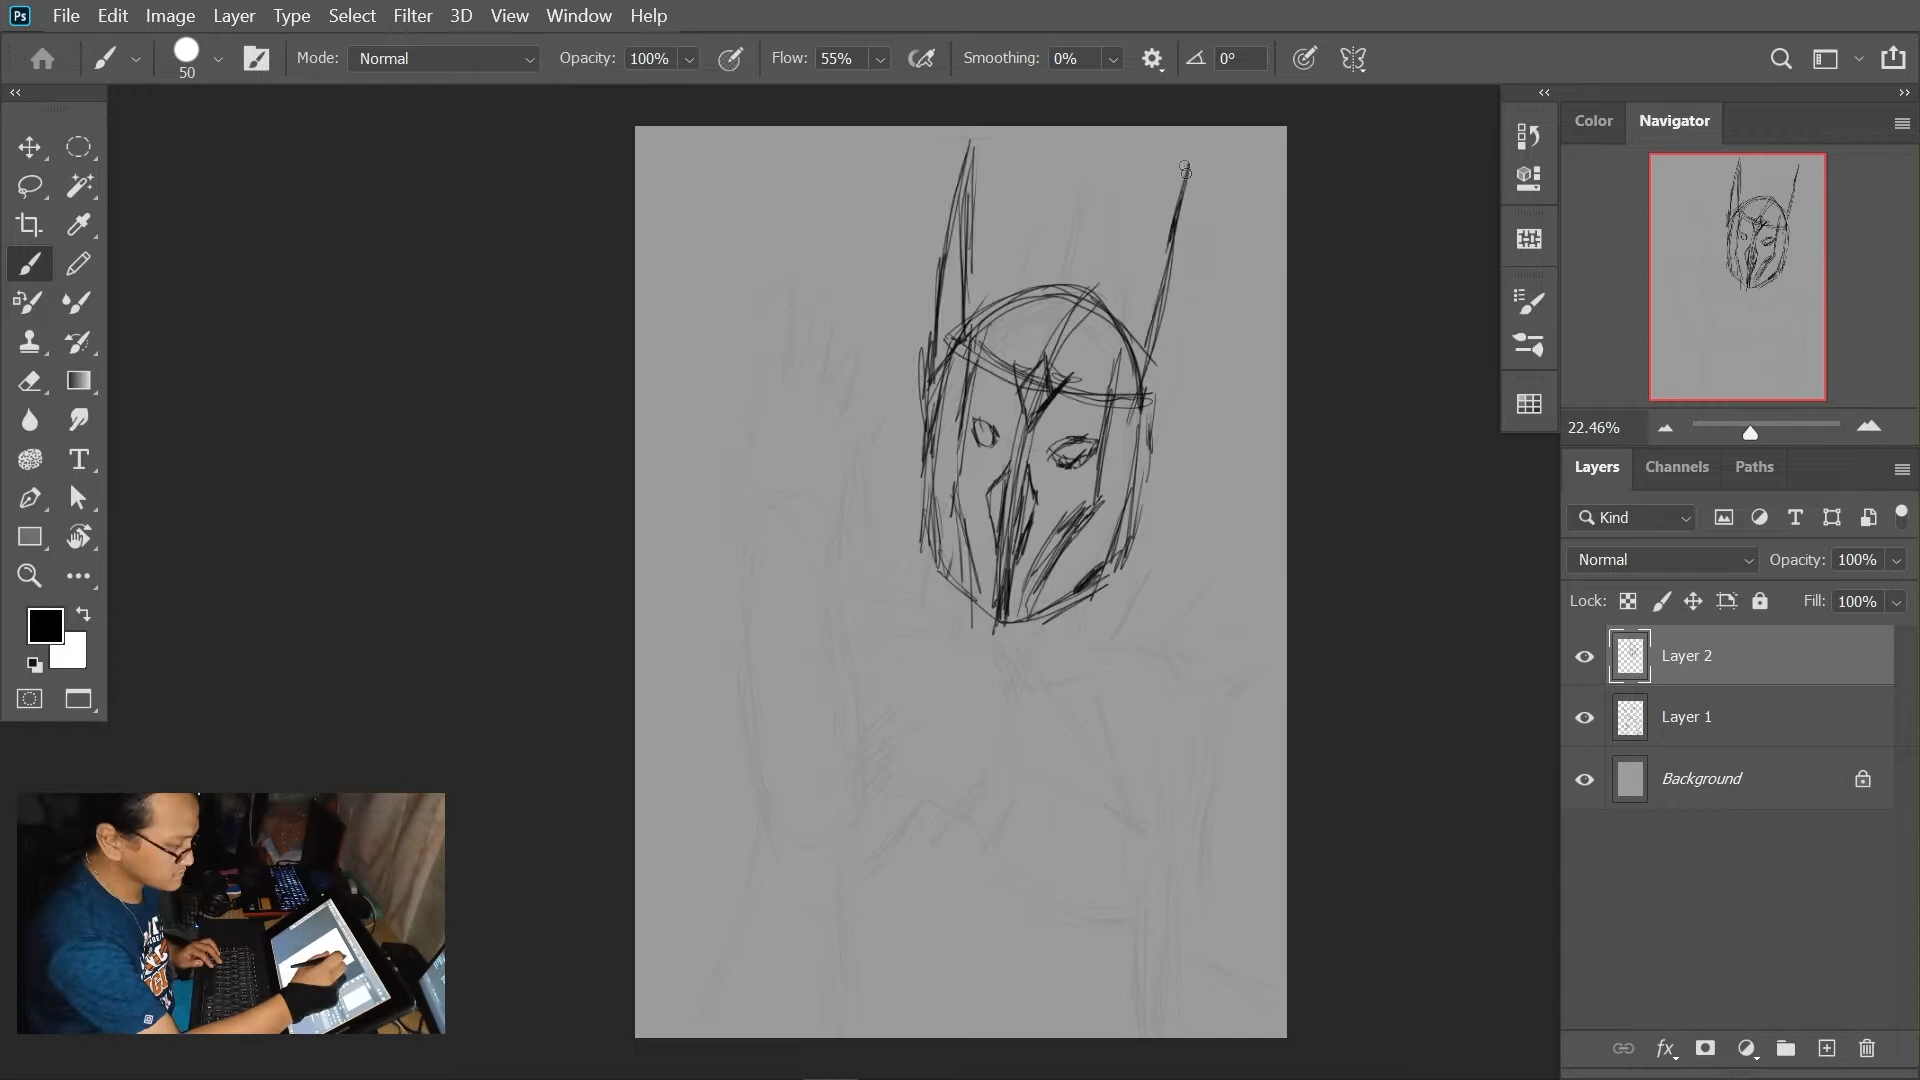 Ps File Edit Image Layer Type Select Filter 3D View Window Help
50 Mode: Normal Opacity: 100% Flow: 55% Smoothing: 0% 0°
Color Navigator
22.46%
Layers Channels Paths
Kind
Normal Opacity: 100%
Lock: Fill: 100%
Layer 2
Layer 1
Background
fx